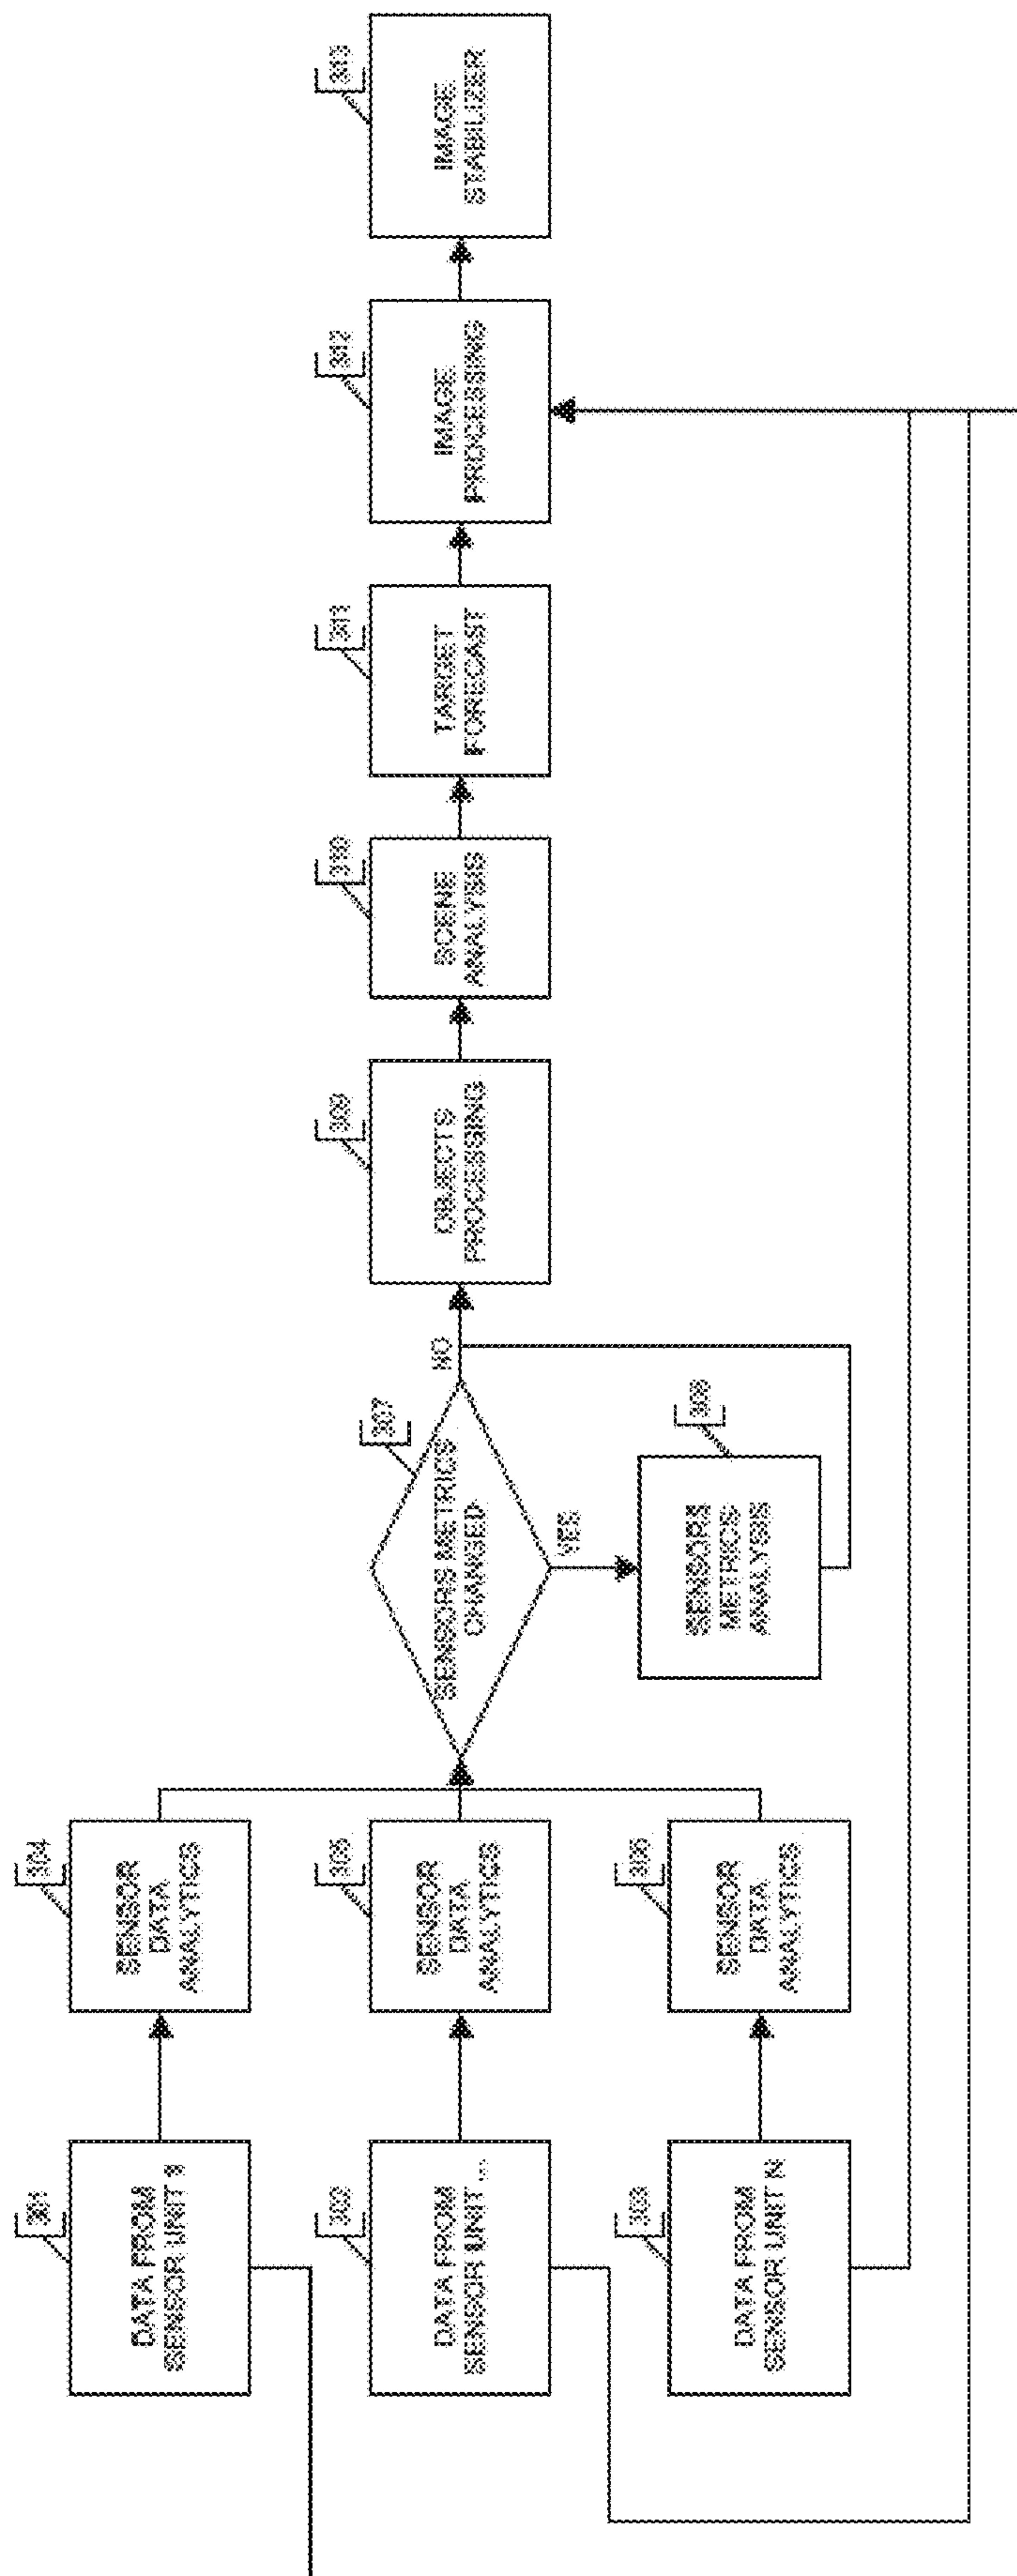 301
DATA FROM
SENSOR UNIT 1
302
DATA FROM
SENSOR UNIT ...
303
DATA FROM
SENSOR UNIT N
304
SENSOR
DATA
ANALYTICS
305
SENSOR
DATA
ANALYTICS
306
SENSOR
DATA
ANALYTICS
307
SENSORS METRICS
CHANGED
NO
YES
308
SENSORS
METRICS
ANALYSIS
309
OBJECTS
PROCESSING
310
SCENE
ANALYSIS
311
TARGET
FORECAST
312
IMAGE
PROCESSING
313
IMAGE
STABILIZER